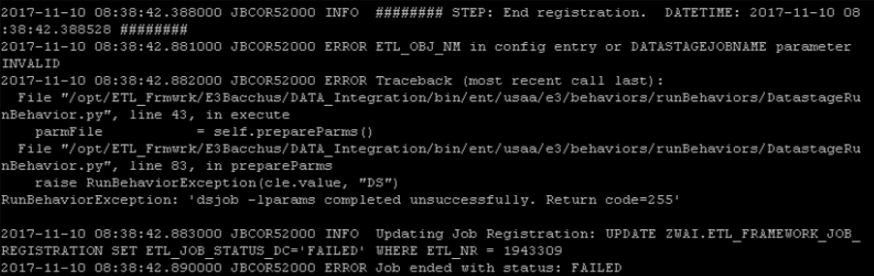 2017-11-10 08:38:42.388000 JBCOR52000 INFO  ######## STEP: End registration.  DATETIME: 2017-11-10 08
:38:42.388528 ########
2017-11-10 08:38:42.881000 JBCOR52000 ERROR ETL_OBJ_NM in config entry or DATASTAGEJOBNAME parameter
INVALID
2017-11-10 08:38:42.882000 JBCOR52000 ERROR Traceback (most recent call last):
  File "/opt/ETL_Frmwrk/E3Bacchus/DATA_Integration/bin/ent/usaa/e3/behaviors/runBehaviors/DatastageRu
nBehavior.py", line 43, in execute
    parmFile          = self.prepareParms()
  File "/opt/ETL_Frmwrk/E3Bacchus/DATA_Integration/bin/ent/usaa/e3/behaviors/runBehaviors/DatastageRu
nBehavior.py", line 83, in prepareParms
    raise RunBehaviorException(cle.value, "DS")
RunBehaviorException: 'dsjob -lparams completed unsuccessfully. Return code=255'
2017-11-10 08:38:42.883000 JBCOR52000 INFO  Updating Job Registration: UPDATE ZWAI.ETL_FRAMEWORK_JOB_
REGISTRATION SET ETL_JOB_STATUS_DC='FAILED' WHERE ETL_NR = 1943309
2017-11-10 08:38:42.890000 JBCOR52000 ERROR Job ended with status: FAILED